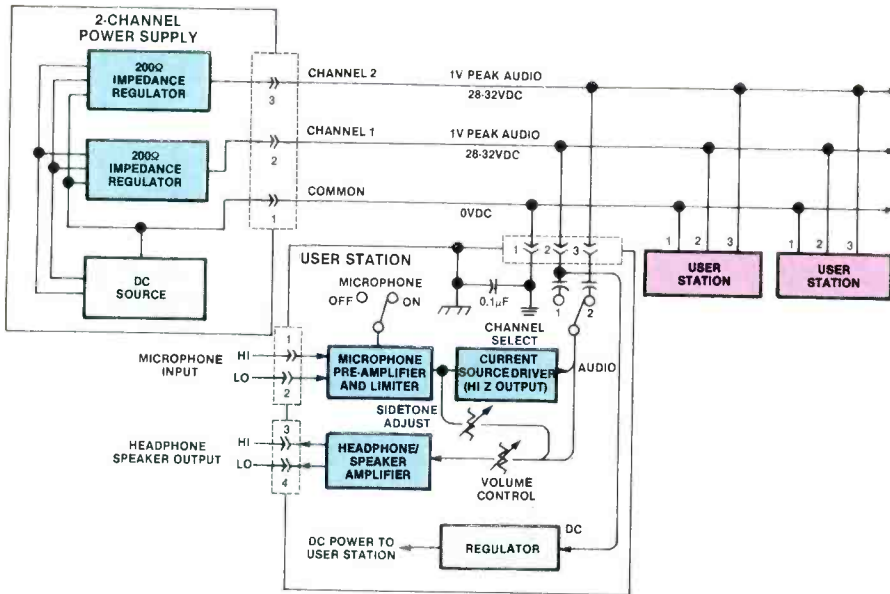 2-CHANNEL
POWER SUPPLY
200Ω
IMPEDANCE
REGULATOR
3
CHANNEL 2
1V PEAK AUDIO
28-32VDC
200Ω
IMPEDANCE
REGULATOR
2
CHANNEL 1
1V PEAK AUDIO
28-32VDC
COMMON
1
0VDC
DC
SOURCE
USER STATION
1 2 3
1 2 3
USER
STATION
1 2 3
USER
STATION
MICROPHONE
OFF
ON
0.1μF
1
2
CHANNEL
SELECT
MICROPHONE
INPUT
HI
LO
1
2
MICROPHONE
PRE-AMPLIFIER
AND LIMITER
CURRENT
SOURCE DRIVER
(HI Z OUTPUT)
AUDIO
SIDETONE
ADJUST
HEADPHONE
SPEAKER OUTPUT
HI
LO
3
4
HEADPHONE/
SPEAKER
AMPLIFIER
VOLUME
CONTROL
DC POWER TO
USER STATION
REGULATOR
DC